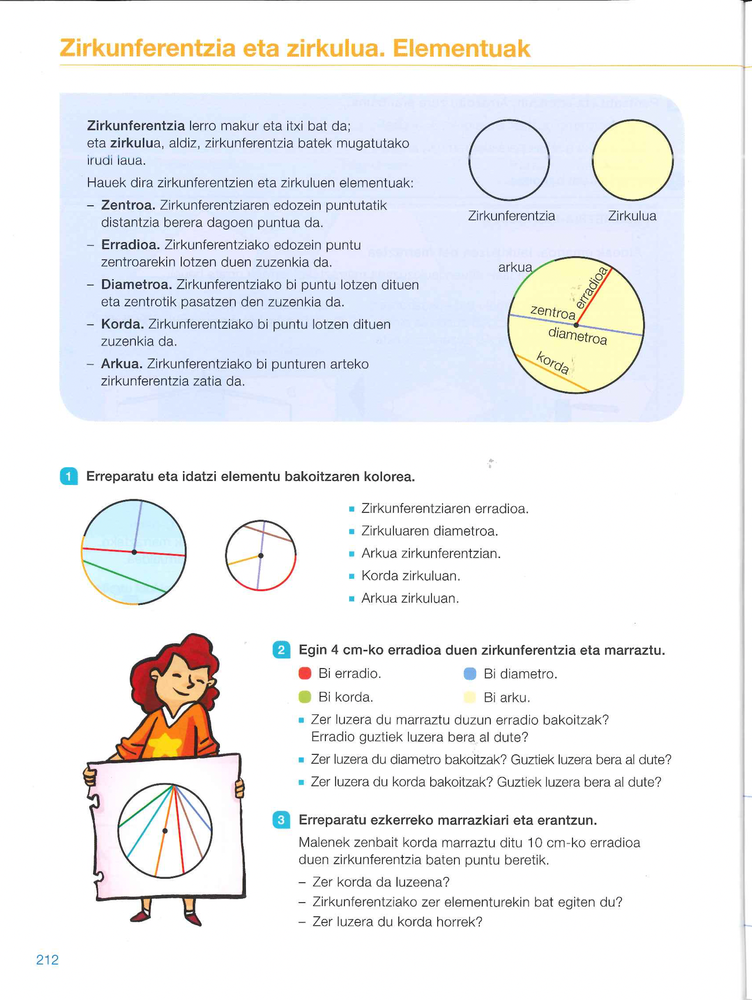 Zirkunferentzia eta zirkulua. Elementuak
Zirkunferentzia lerro makur eta itxi bat da;
eta zirkulua, aldiz, zirkunferentzia batek mugatutako
irudi laua.
Hauek dira zirkunferentzien eta zirkuluen elementuak:
– Zentroa. Zirkunferentziaren edozein puntutatik
distantzia berera dagoen puntua da.
– Erradioa. Zirkunferentziako edozein puntu
zentroarekin lotzen duen zuzenkia da.
– Diametroa. Zirkunferentziako bi puntu lotzen dituen
eta zentrotik pasatzen den zuzenkia da.
– Korda. Zirkunferentziako bi puntu lotzen dituen
zuzenkia da.
– Arkua. Zirkunferentziako bi punturen arteko
zirkunferentzia zatia da.
Zirkunferentzia
Zirkulua
arkua
erradioa
zentroa
diametroa
korda
1 Erreparatu eta idatzi elementu bakoitzaren kolorea.
Zirkunferentziaren erradioa.
Zirkuluaren diametroa.
Arkua zirkunferentzian.
Korda zirkuluan.
Arkua zirkuluan.
2 Egin 4 cm-ko erradioa duen zirkunferentzia eta marraztu.
Bi erradio.
Bi diametro.
Bi korda.
Bi arku.
Zer luzera du marraztu duzun erradio bakoitzak?
Erradio guztiek luzera bera al dute?
Zer luzera du diametro bakoitzak? Guztiek luzera bera al dute?
Zer luzera du korda bakoitzak? Guztiek luzera bera al dute?
3 Erreparatu ezkerreko marrazkiari eta erantzun.
Malenek zenbait korda marraztu ditu 10 cm-ko erradioa
duen zirkunferentzia baten puntu beretik.
– Zer korda da luzeena?
– Zirkunferentziako zer elementurekin bat egiten du?
– Zer luzera du korda horrek?
212